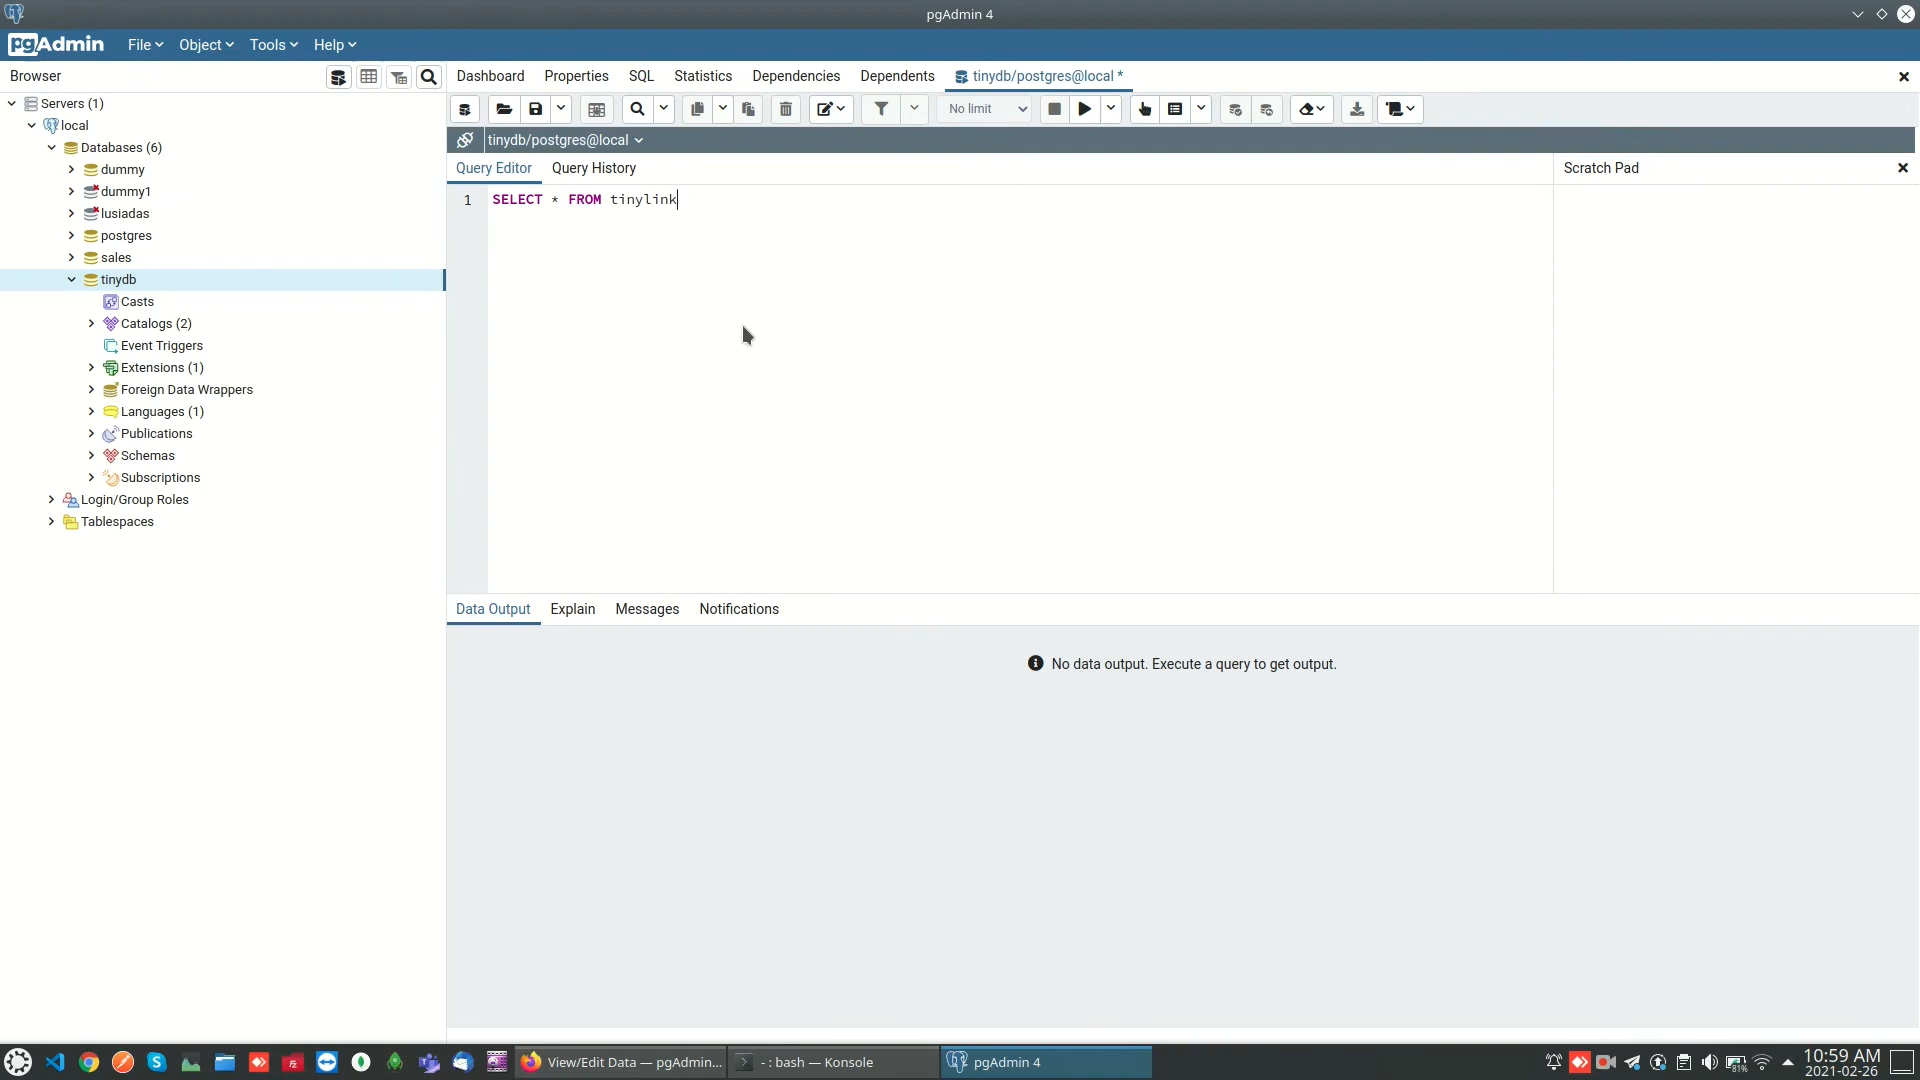 pgAdmin 4
pgAdmin File Object Tools Help
Browser
Dashboard Properties SQL Statistics Dependencies Dependents tinydb/postgres@local *
Servers (1)
No limit
local
tinydb/postgres@local
Databases (6)
dummy
Query Editor Query History
Scratch Pad
dummy1
1 SELECT * FROM tinylink
lusiadas
postgres
sales
tinydb
Casts
Catalogs (2)
Event Triggers
Extensions (1)
Foreign Data Wrappers
Languages (1)
Publications
Schemas
Subscriptions
Login/Group Roles
Tablespaces
Data Output Explain Messages Notifications
No data output. Execute a query to get output.
View/Edit Data — pgAdmin...
- : bash — Konsole
pgAdmin 4
81%
10:59 AM
2021-02-26